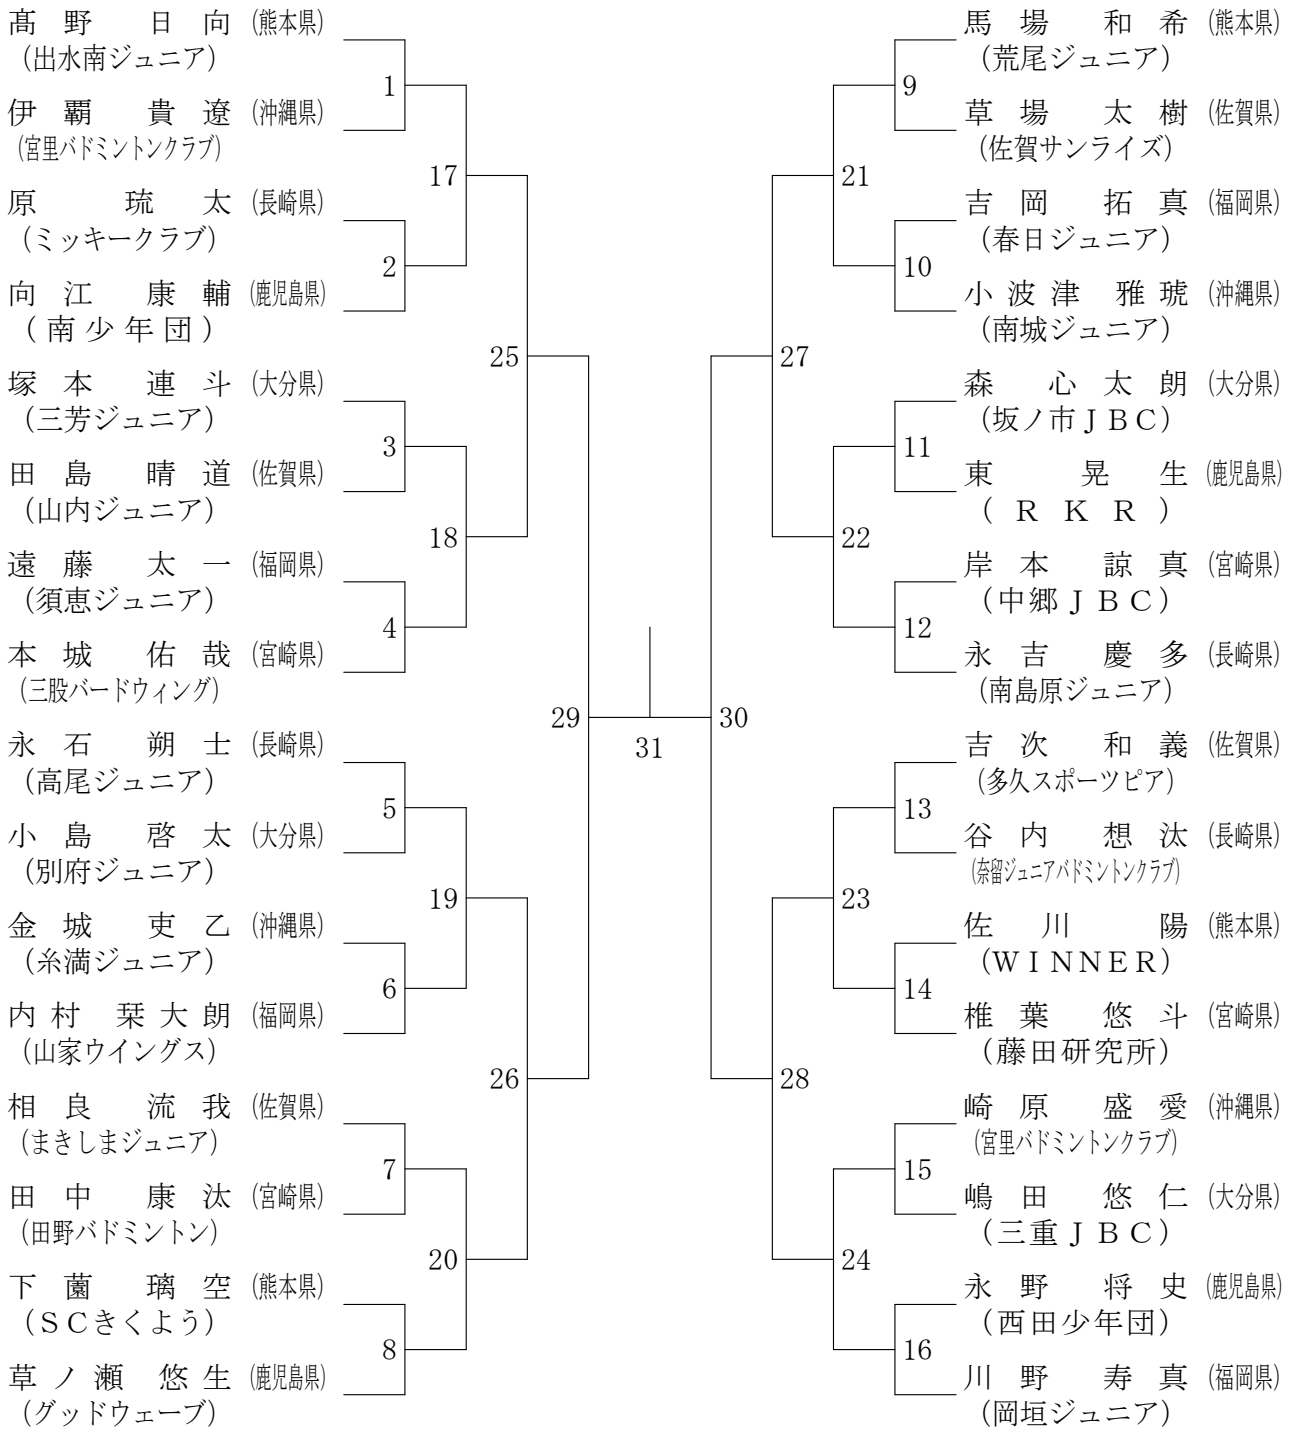 髙野 日向 (熊本県)
(出水南ジュニア)
1
伊覇 貴遼 (沖縄県)
(宮里バドミントンクラブ)
17
原 琉太 (長崎県)
(ミッキークラブ)
2
向江 康輔 (鹿児島県)
(南少年団)
25
塚本 連斗 (大分県)
(三芳ジュニア)
3
田島 晴道 (佐賀県)
(山内ジュニア)
18
遠藤 太一 (福岡県)
(須恵ジュニア)
4
本城 佑哉 (宮崎県)
(三股バードウィング)
29
永石 朔士 (長崎県)
(高尾ジュニア)
5
小島 啓太 (大分県)
(別府ジュニア)
19
金城 吏乙 (沖縄県)
(糸満ジュニア)
6
内村 栞大朗 (福岡県)
(山家ウイングス)
26
相良 流我 (佐賀県)
(まきしまジュニア)
7
田中 康汰 (宮崎県)
(田野バドミントン)
20
下薗 璃空 (熊本県)
(SCきくよう)
8
草ノ瀬 悠生 (鹿児島県)
(グッドウェーブ)
31
馬場 和希 (熊本県)
(荒尾ジュニア)
9
草場 太樹 (佐賀県)
(佐賀サンライズ)
21
吉岡 拓真 (福岡県)
(春日ジュニア)
10
小波津 雅琥 (沖縄県)
(南城ジュニア)
27
森 心太朗 (大分県)
(坂ノ市JBC)
11
東 晃生 (鹿児島県)
(RKR)
22
岸本 諒真 (宮崎県)
(中郷JBC)
12
永吉 慶多 (長崎県)
(南島原ジュニア)
30
吉次 和義 (佐賀県)
(多久スポーツピア)
13
谷内 想汰 (長崎県)
(奈留ジュニアバドミントンクラブ)
23
佐川 陽 (熊本県)
(WINNER)
14
椎葉 悠斗 (宮崎県)
(藤田研究所)
28
崎原 盛愛 (沖縄県)
(宮里バドミントンクラブ)
15
嶋田 悠仁 (大分県)
(三重JBC)
24
永野 将史 (鹿児島県)
(西田少年団)
16
川野 寿真 (福岡県)
(岡垣ジュニア)